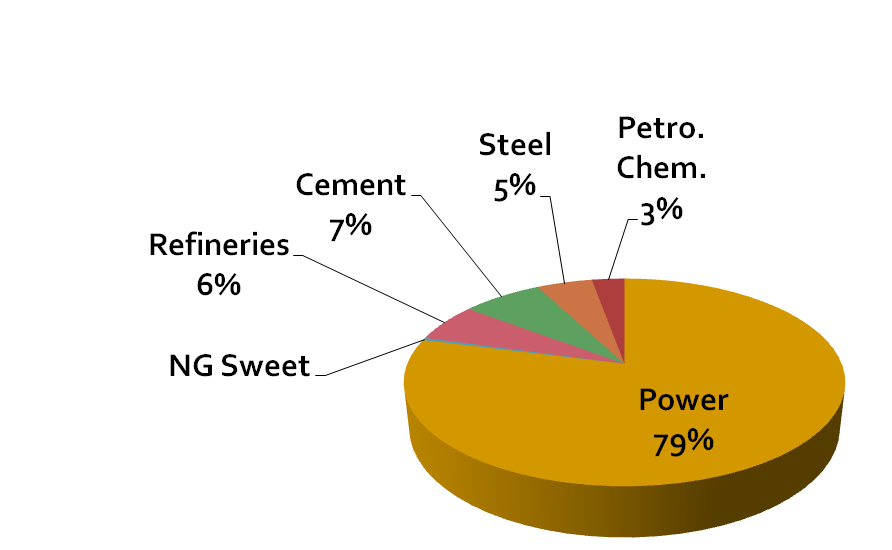 Petro.
Chem.
3%
Steel
5%
Cement
7%
Refineries
6%
NG Sweet
Power
79%